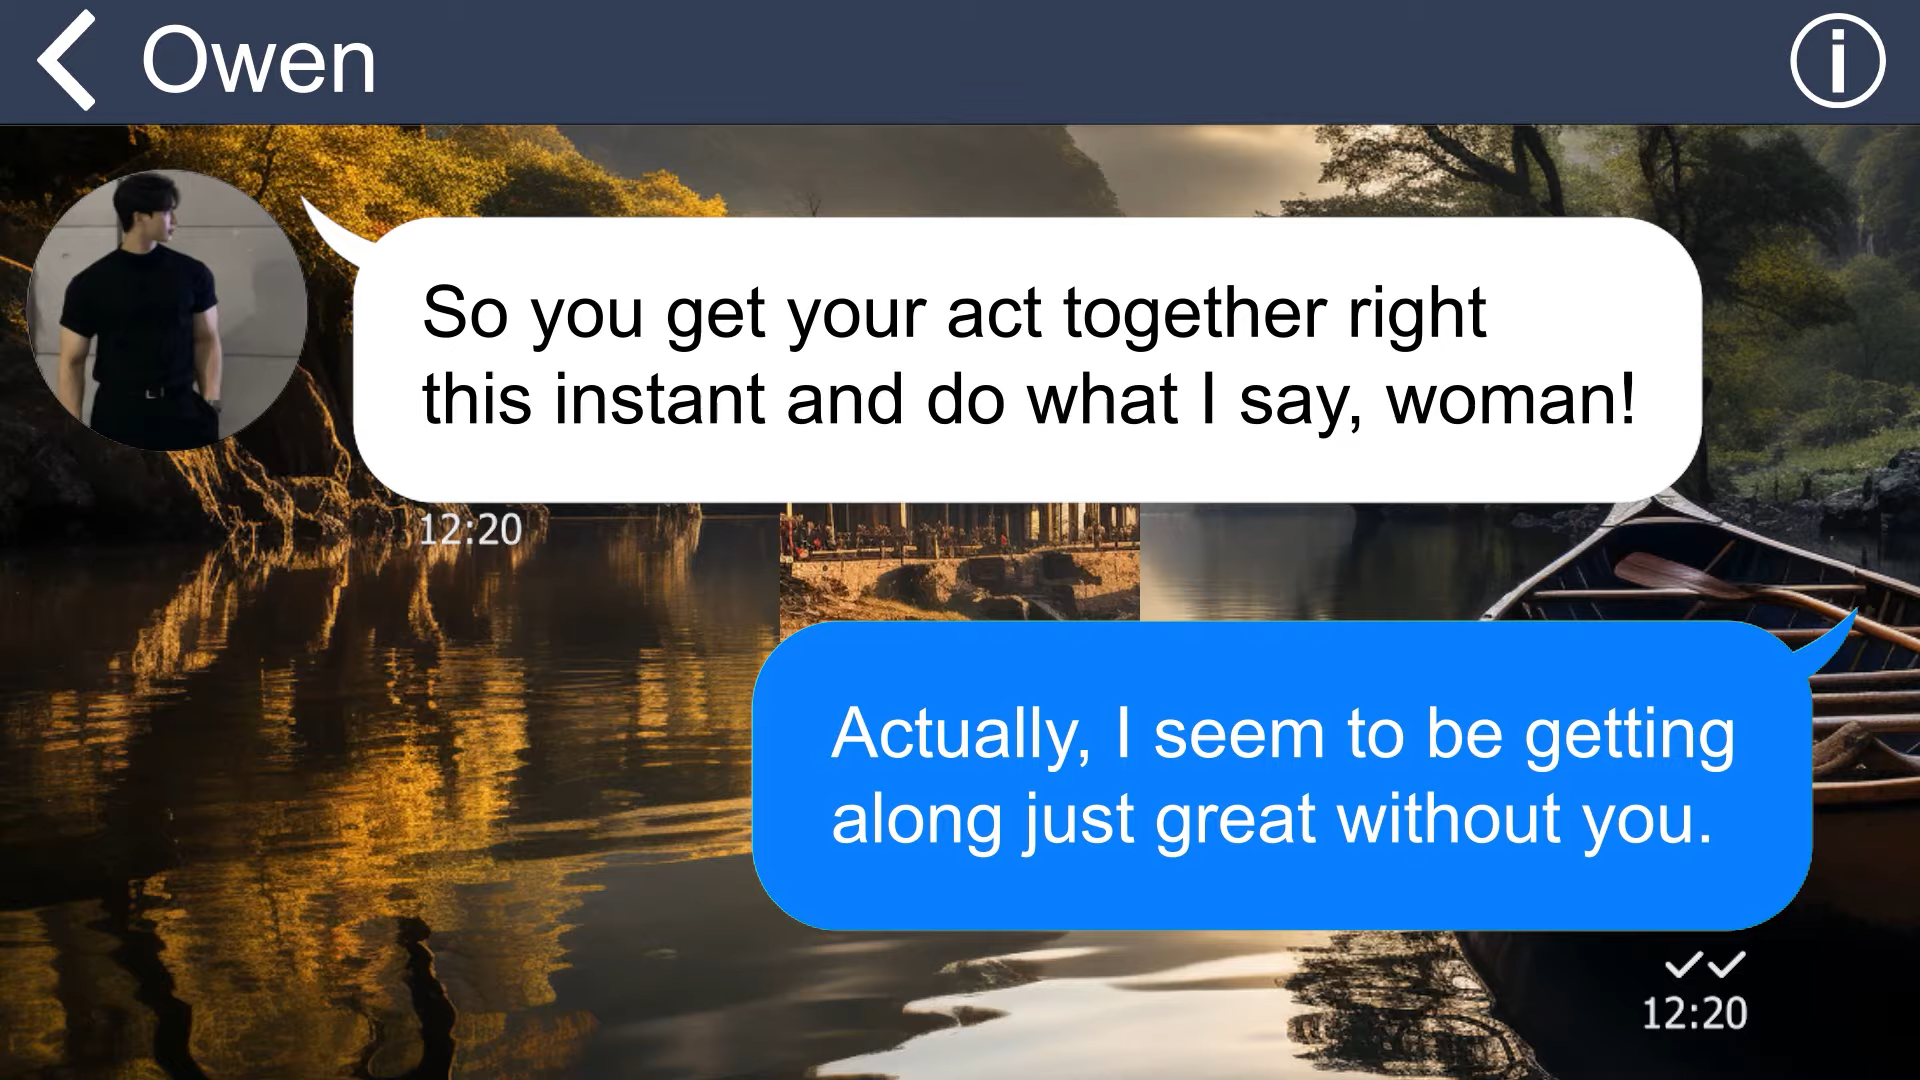 Owen
So you get your act together right
this instant and do what I say, woman!
12:20
Actually, I seem to be getting
along just great without you.
12:20